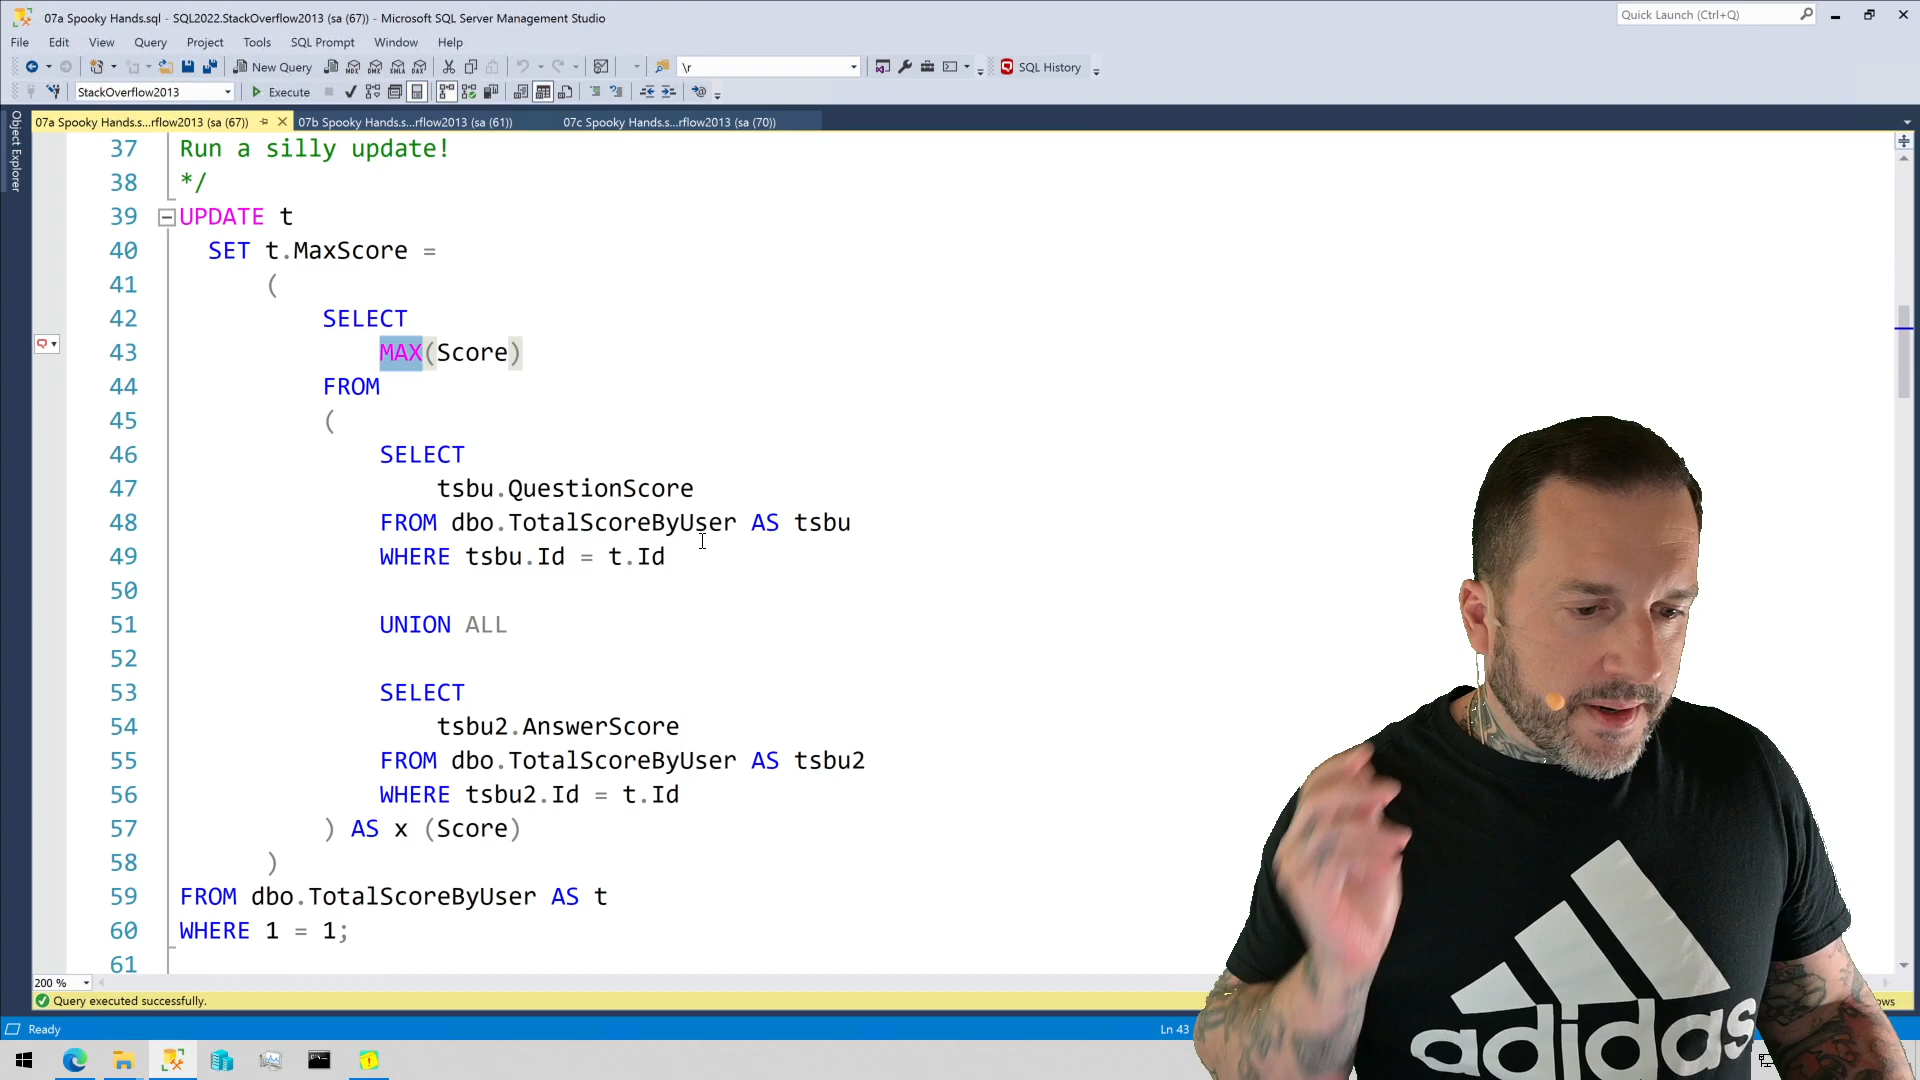 07a Spooky Hands.sql - SQL2022.StackOverflow2013 (sa (67)) - Microsoft SQL Server Management Studio
Quick Launch (Ctrl+Q)
File Edit View Query Project Tools SQL Prompt Window Help
New Query MDX DMX XMLA DAX \r SQL History
StackOverflow2013 Execute
07a Spooky Hands.s...rflow2013 (sa (67)) 07b Spooky Hands.s...rflow2013 (sa (61)) 07c Spooky Hands.s...rflow2013 (sa (70))
Object Explorer
37 Run a silly update!
38 */
39 UPDATE t
40 SET t.MaxScore =
41 (
42 SELECT
43 MAX(Score)
44 FROM
45 (
46 SELECT
47 tsbu.QuestionScore
48 FROM dbo.TotalScoreByUser AS tsbu
49 WHERE tsbu.Id = t.Id
50
51 UNION ALL
52
53 SELECT
54 tsbu2.AnswerScore
55 FROM dbo.TotalScoreByUser AS tsbu2
56 WHERE tsbu2.Id = t.Id
57 ) AS x (Score)
58 )
59 FROM dbo.TotalScoreByUser AS t
60 WHERE 1 = 1;
61
200 %
Query executed successfully.
Ready Ln 43
adidas